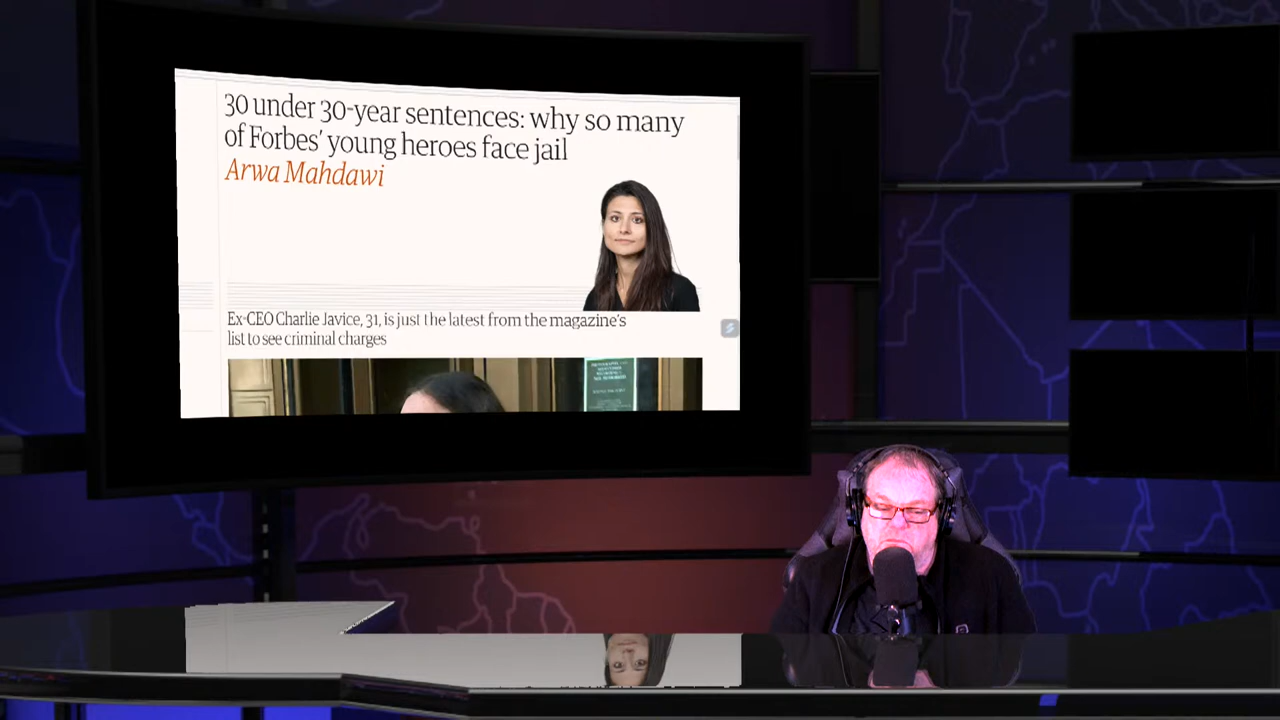 30 under 30-year sentences: why so many
of Forbes' young heroes face jail
Arwa Mahdawi
Ex-CEO Charlie Javice, 31, is just the latest from the magazine's
list to see criminal charges